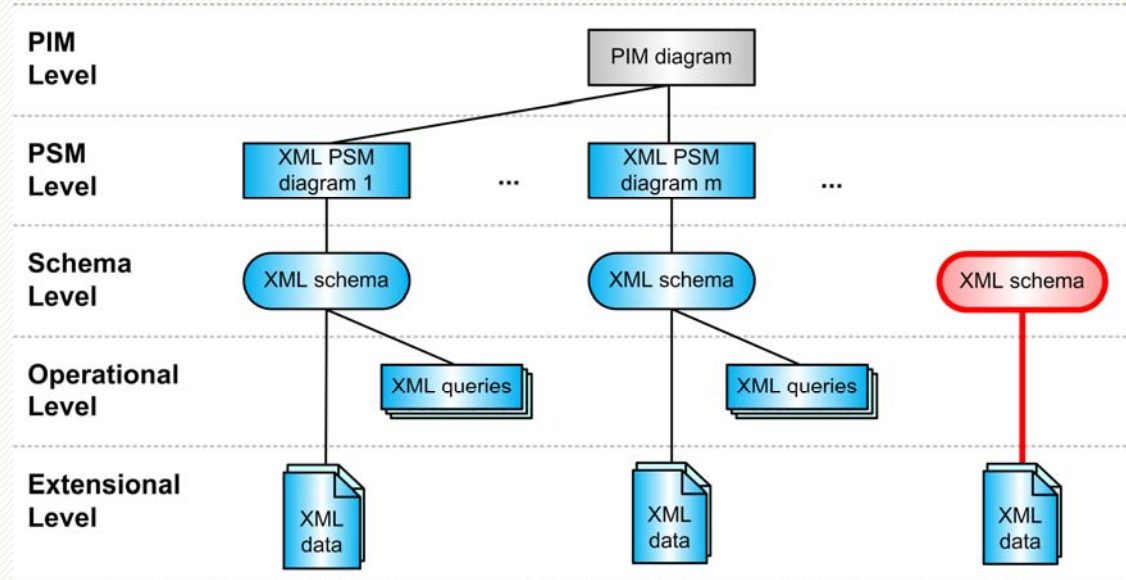 PIM
Level
PIM diagram
PSM
Level
XML PSM
diagram 1
...
XML PSM
diagram m
...
Schema
Level
XML schema
XML schema
XML schema
Operational
Level
XML queries
XML queries
Extensional
Level
XML
data
XML
data
XML
data